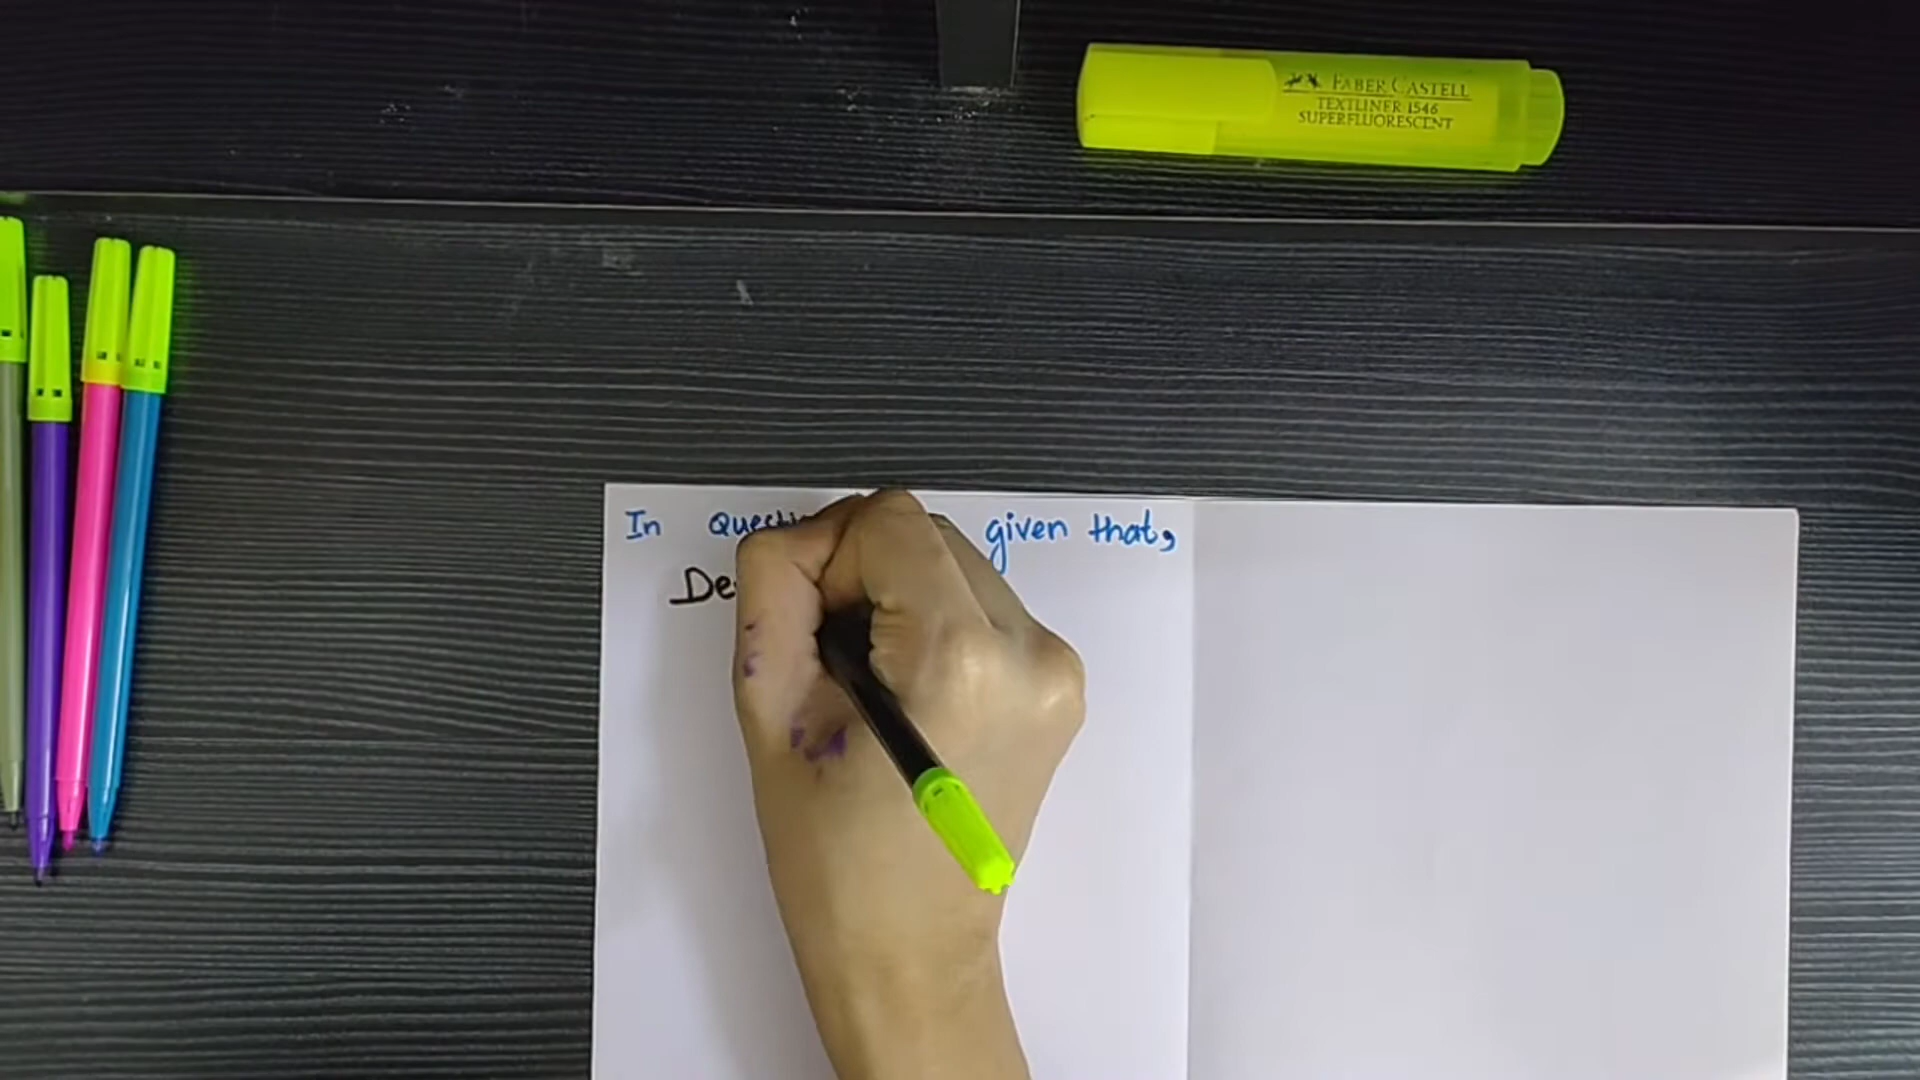 FABER CASTELL
TEXTLINER 1546
SUPERFLUORESCENT
In given that,